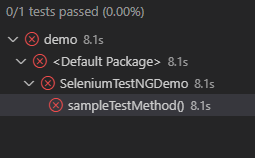 0/1 tests passed (0.00%)
demo 8.1s
<Default Package> 8.1s
SeleniumTestNGDemo 8.1s
sampleTestMethod() 8.1s